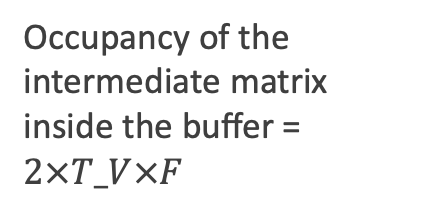 Occupancy of the
intermediate matrix
inside the buffer =
2×T_V×F